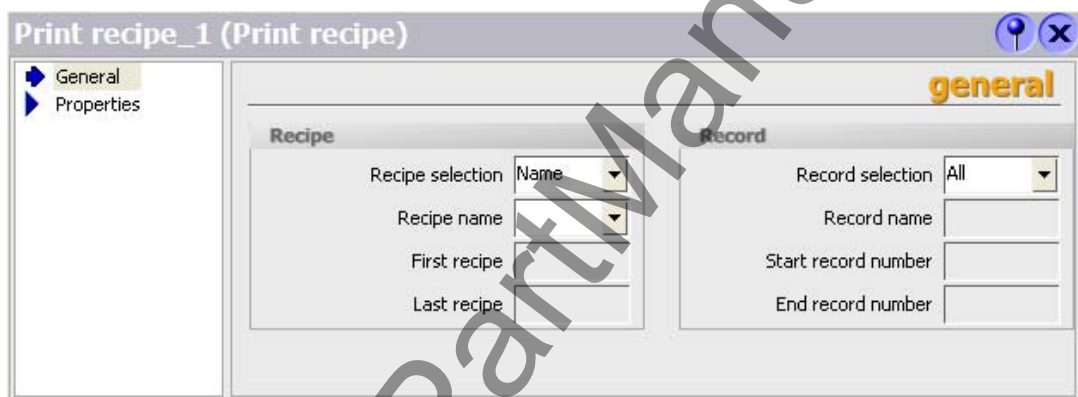 Print recipe_1 (Print recipe)
General
Properties
general
Recipe
Recipe selection Name
Recipe name
First recipe
Last recipe
Record
Record selection All
Record name
Start record number
End record number
PartMan